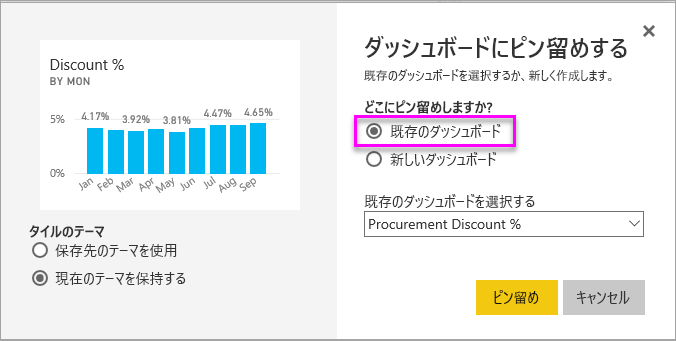 Discount %
BY MON
5%
4.17%
3.92%
3.81%
4.47%
4.65%
0%
Jan
Feb
Mar
Apr
May
Jun
Jul
Aug
Sep
タイルのテーマ
保存先のテーマを使用
現在のテーマを保持する
ダッシュボードにピン留めする
既存のダッシュボードを選択するか、新しく作成します。
どこにピン留めしますか?
既存のダッシュボード
新しいダッシュボード
既存のダッシュボードを選択する
Procurement Discount %
ピン留め
キャンセル